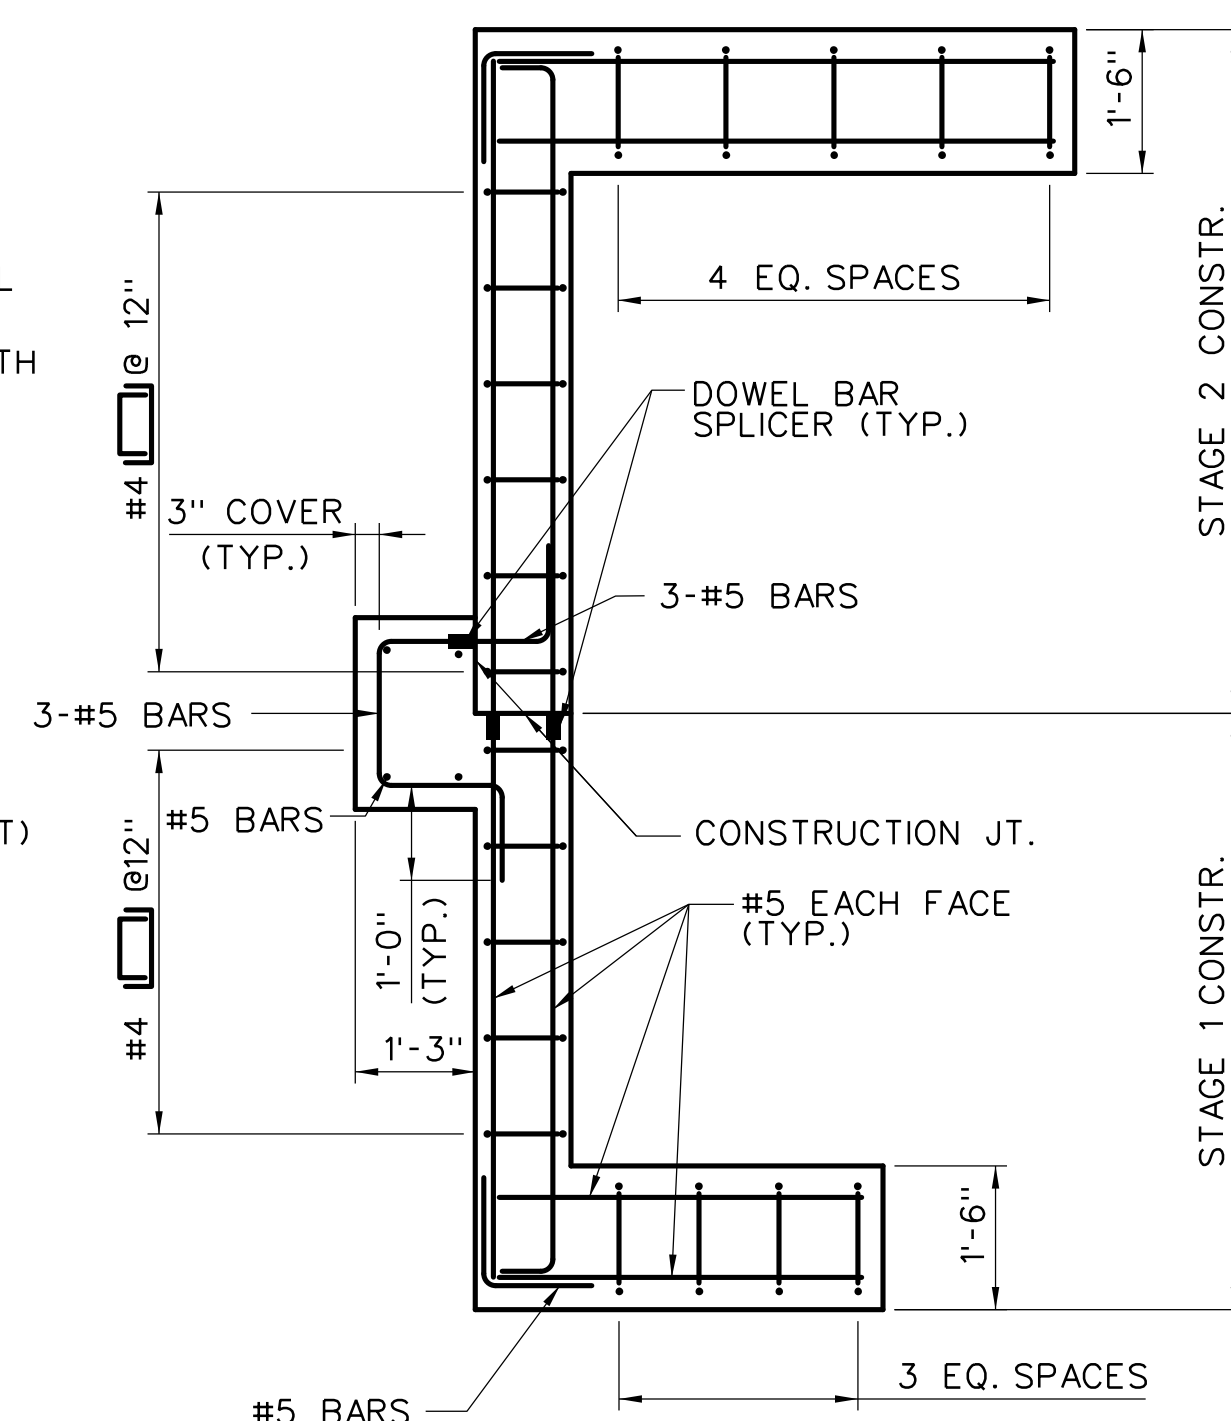 1'-6"
4 EQ. SPACES
STAGE 2 CONSTR.
TH
#4 @ 12"
DOWEL BAR
SPLICER (TYP.)
3" COVER
(TYP.)
3-#5 BARS
3-#5 BARS
#5 BARS
T)
CONSTRUCTION JT.
#4 @12"
#5 EACH FACE
(TYP.)
1'-0"
(TYP.)
1'-3"
STAGE 1 CONSTR.
1'-6"
3 EQ. SPACES
#5 BARS